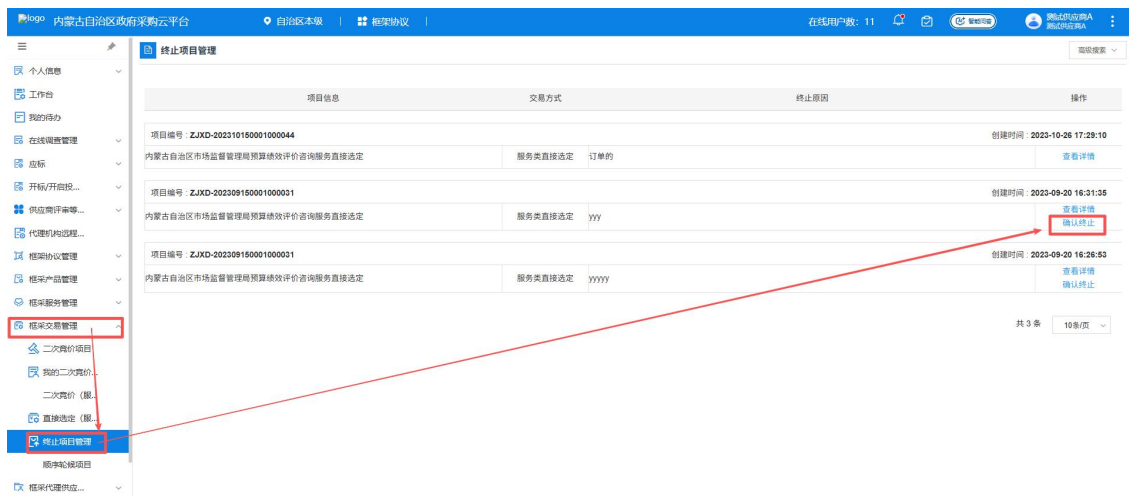 logo 内蒙古自治区政府采购云平台 自治区本级 | 框架协议 | 在线用户数: 11 智能问答 测试供应商A
测试供应商A
终止项目管理 高级搜索
个人信息
工作台
我的待办
在线调查管理
应标
开标/开启投...
供应商评审等...
代理机构远程...
框架协议管理
框采产品管理
框采服务管理
框采交易管理
二次竞价项目
我的二次竞价...
二次竞价（服...
直接选定（服...
终止项目管理
顺序轮候项目
框采代理供应...
项目信息 交易方式 终止原因 操作
项目编号 : ZJXD-202310150001000044 创建时间 : 2023-10-26 17:29:10
内蒙古自治区市场监督管理局预算绩效评价咨询服务直接选定 服务类直接选定 订单的 查看详情
项目编号 : ZJXD-202309150001000031 创建时间 : 2023-09-20 16:31:35
内蒙古自治区市场监督管理局预算绩效评价咨询服务直接选定 服务类直接选定 yyy 查看详情
确认终止
项目编号 : ZJXD-202309150001000031 创建时间 : 2023-09-20 16:26:53
内蒙古自治区市场监督管理局预算绩效评价咨询服务直接选定 服务类直接选定 yyyyy 查看详情
确认终止
共 3 条 10条/页